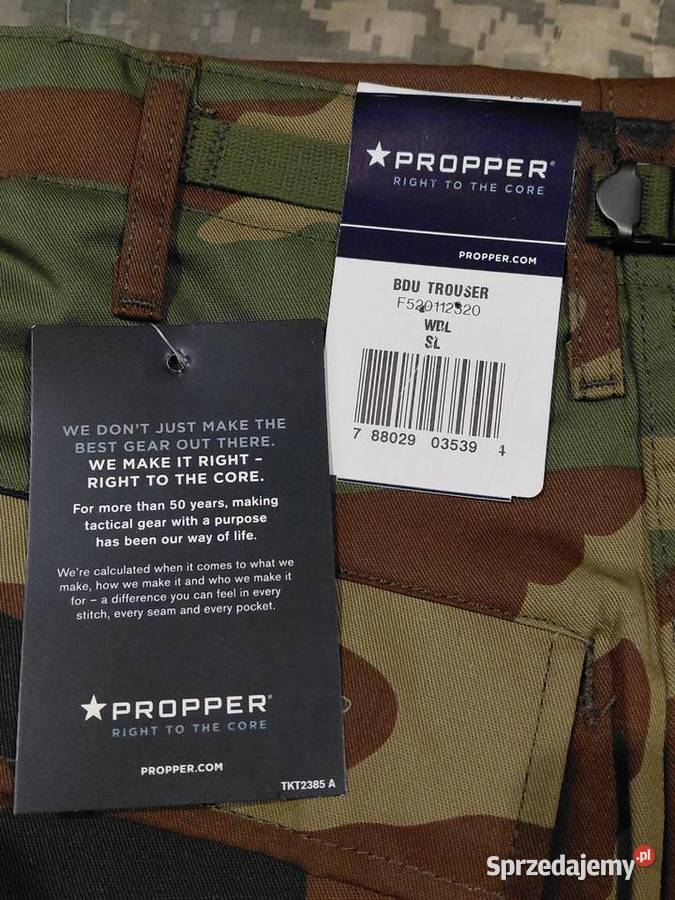 PROPPER®
RIGHT TO THE CORE
PROPPER.COM
BDU TROUSER
F520112320
WDL
SL
7 88029 03539 4
WE DON'T JUST MAKE THE
BEST GEAR OUT THERE.
WE MAKE IT RIGHT –
RIGHT TO THE CORE.
For more than 50 years, making
tactical gear with a purpose
has been our way of life.
We're calculated when it comes to what we
make, how we make it and who we make it
for – a difference you can feel in every
stitch, every seam and every pocket.
PROPPER®
RIGHT TO THE CORE
PROPPER.COM
TKT2385 A
Sprzedajemy.pl